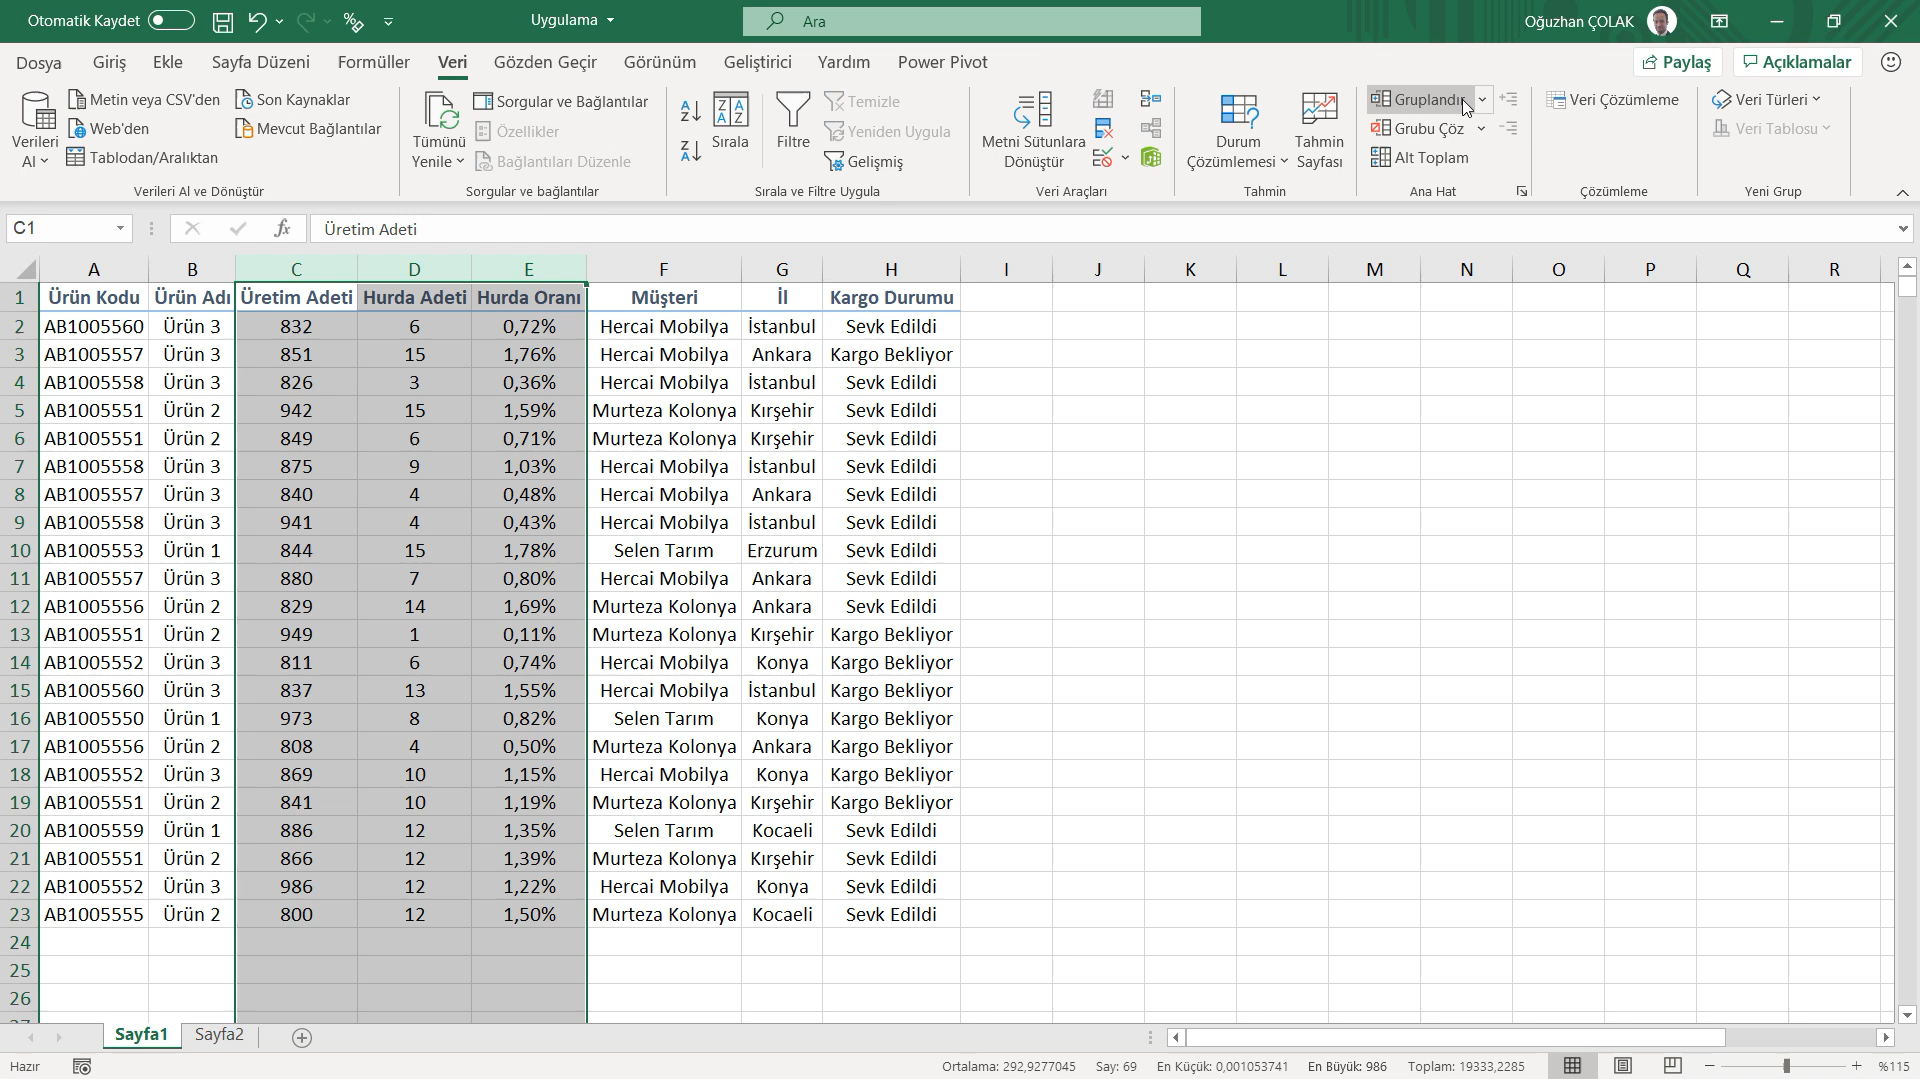 Otomatik Kaydet
Uygulama
Ara
Oğuzhan ÇOLAK
Dosya Giriş Ekle Sayfa Düzeni Formüller Veri Gözden Geçir Görünüm Geliştirici Yardım Power Pivot Paylaş Açıklamalar
Verileri Al
Metin veya CSV'den
Web'den
Tablodan/Aralıktan
Son Kaynaklar
Mevcut Bağlantılar
Verileri Al ve Dönüştür
Tümünü Yenile
Sorgular ve Bağlantılar
Özellikler
Bağlantıları Düzenle
Sorgular ve bağlantılar
Sırala
Filtre
Temizle
Yeniden Uygula
Gelişmiş
Sırala ve Filtre Uygula
Metni Sütunlara Dönüştür
Veri Araçları
Durum Çözümlemesi
Tahmin Sayfası
Tahmin
Gruplandır
Grubu Çöz
Alt Toplam
Ana Hat
Veri Çözümleme
Çözümleme
Veri Türleri
Veri Tablosu
Yeni Grup
C1 fx Üretim Adeti
A B C D E F G H I J K L M N O P Q R
1 Ürün Kodu Ürün Adı Üretim Adeti Hurda Adeti Hurda Oranı Müşteri İl Kargo Durumu
2 AB1005560 Ürün 3 832 6 0,72% Hercai Mobilya İstanbul Sevk Edildi
3 AB1005557 Ürün 3 851 15 1,76% Hercai Mobilya Ankara Kargo Bekliyor
4 AB1005558 Ürün 3 826 3 0,36% Hercai Mobilya İstanbul Sevk Edildi
5 AB1005551 Ürün 2 942 15 1,59% Murteza Kolonya Kırşehir Sevk Edildi
6 AB1005551 Ürün 2 849 6 0,71% Murteza Kolonya Kırşehir Sevk Edildi
7 AB1005558 Ürün 3 875 9 1,03% Hercai Mobilya İstanbul Sevk Edildi
8 AB1005557 Ürün 3 840 4 0,48% Hercai Mobilya Ankara Sevk Edildi
9 AB1005558 Ürün 3 941 4 0,43% Hercai Mobilya İstanbul Sevk Edildi
10 AB1005553 Ürün 1 844 15 1,78% Selen Tarım Erzurum Sevk Edildi
11 AB1005557 Ürün 3 880 7 0,80% Hercai Mobilya Ankara Sevk Edildi
12 AB1005556 Ürün 2 829 14 1,69% Murteza Kolonya Ankara Sevk Edildi
13 AB1005551 Ürün 2 949 1 0,11% Murteza Kolonya Kırşehir Kargo Bekliyor
14 AB1005552 Ürün 3 811 6 0,74% Hercai Mobilya Konya Kargo Bekliyor
15 AB1005560 Ürün 3 837 13 1,55% Hercai Mobilya İstanbul Kargo Bekliyor
16 AB1005550 Ürün 1 973 8 0,82% Selen Tarım Konya Kargo Bekliyor
17 AB1005556 Ürün 2 808 4 0,50% Murteza Kolonya Ankara Kargo Bekliyor
18 AB1005552 Ürün 3 869 10 1,15% Hercai Mobilya Konya Kargo Bekliyor
19 AB1005551 Ürün 2 841 10 1,19% Murteza Kolonya Kırşehir Kargo Bekliyor
20 AB1005559 Ürün 1 886 12 1,35% Selen Tarım Kocaeli Sevk Edildi
21 AB1005551 Ürün 2 866 12 1,39% Murteza Kolonya Kırşehir Sevk Edildi
22 AB1005552 Ürün 3 986 12 1,22% Hercai Mobilya Konya Sevk Edildi
23 AB1005555 Ürün 2 800 12 1,50% Murteza Kolonya Kocaeli Sevk Edildi
24
25
26
Sayfa1 Sayfa2
Hazır Ortalama: 292,9277045 Say: 69 En Küçük: 0,001053741 En Büyük: 986 Toplam: 19333,2285 %115